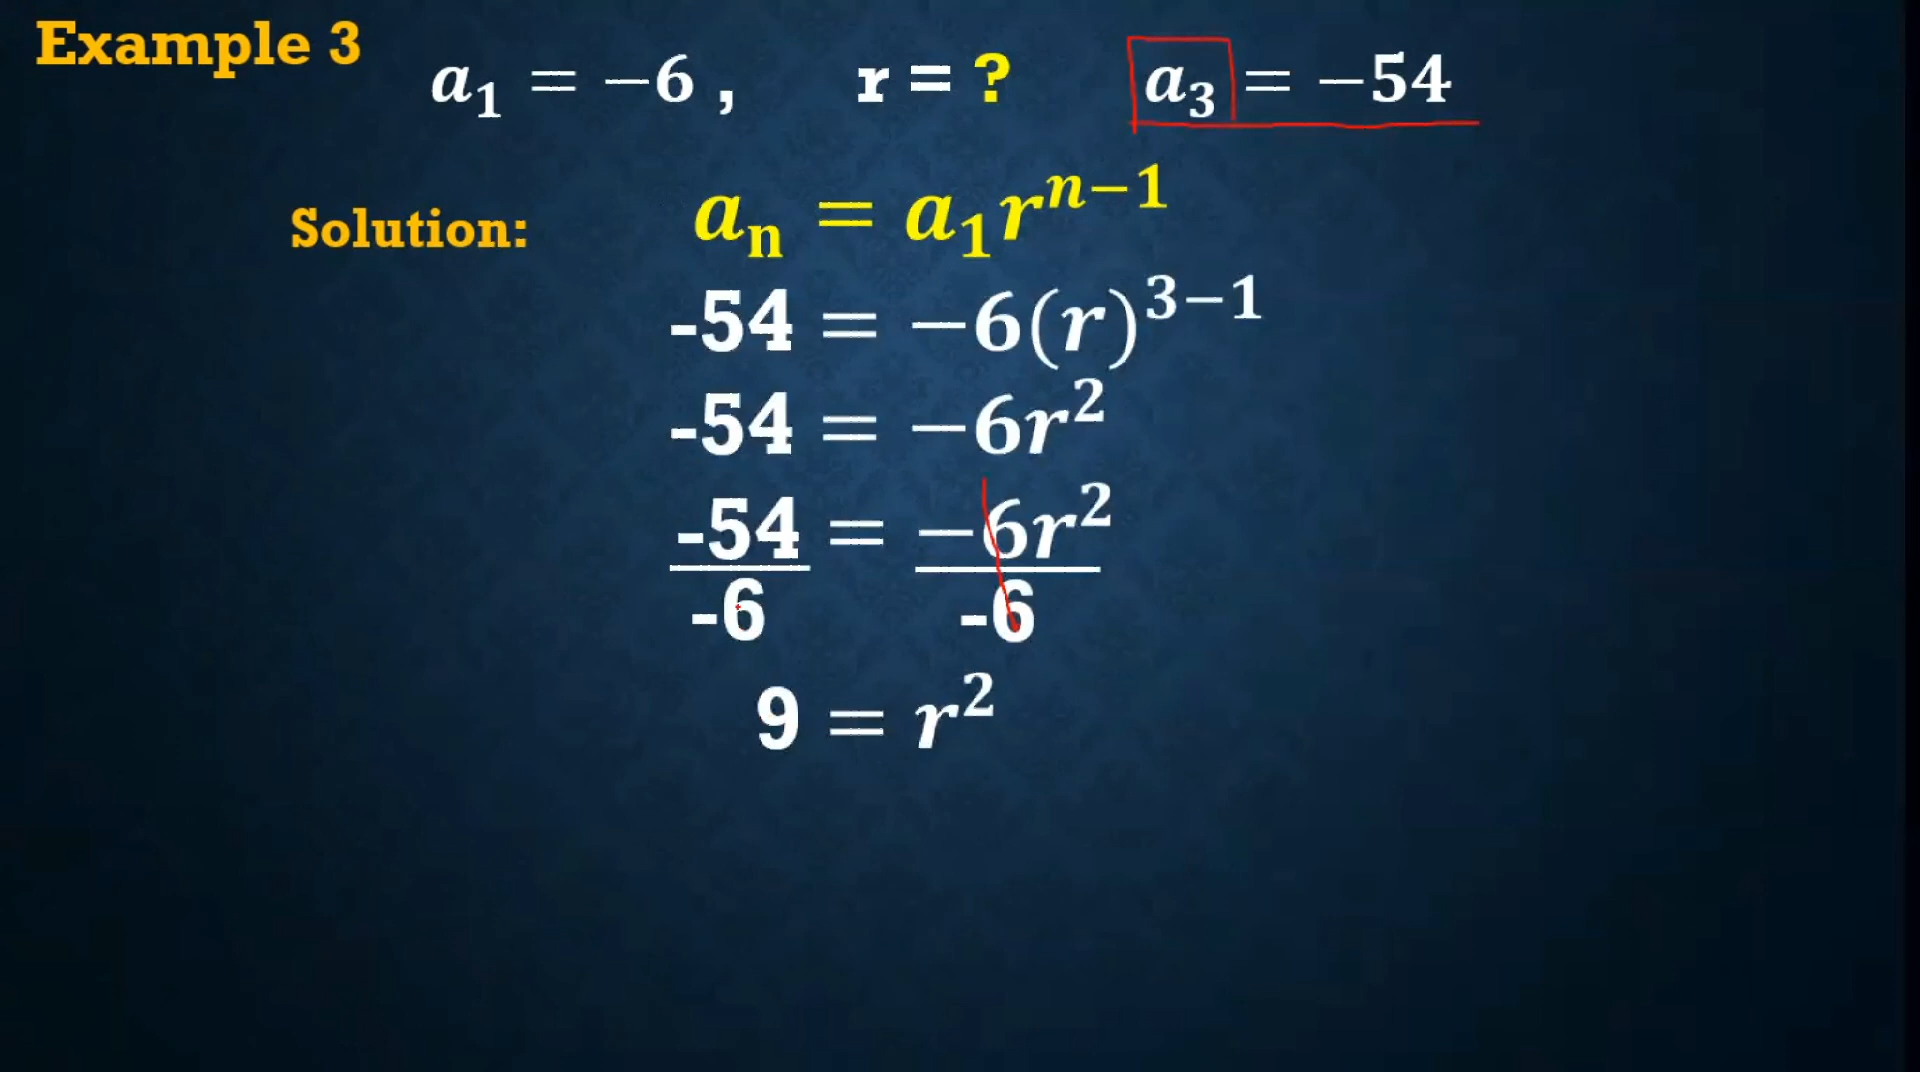 Example 3
a₁ = −6 , r = ? a₃ = −54
Solution: aₙ = a₁rⁿ⁻¹
-54 = −6(r)³⁻¹
-54 = −6r²
-54 = −6r²
-6 -6
9 = r²